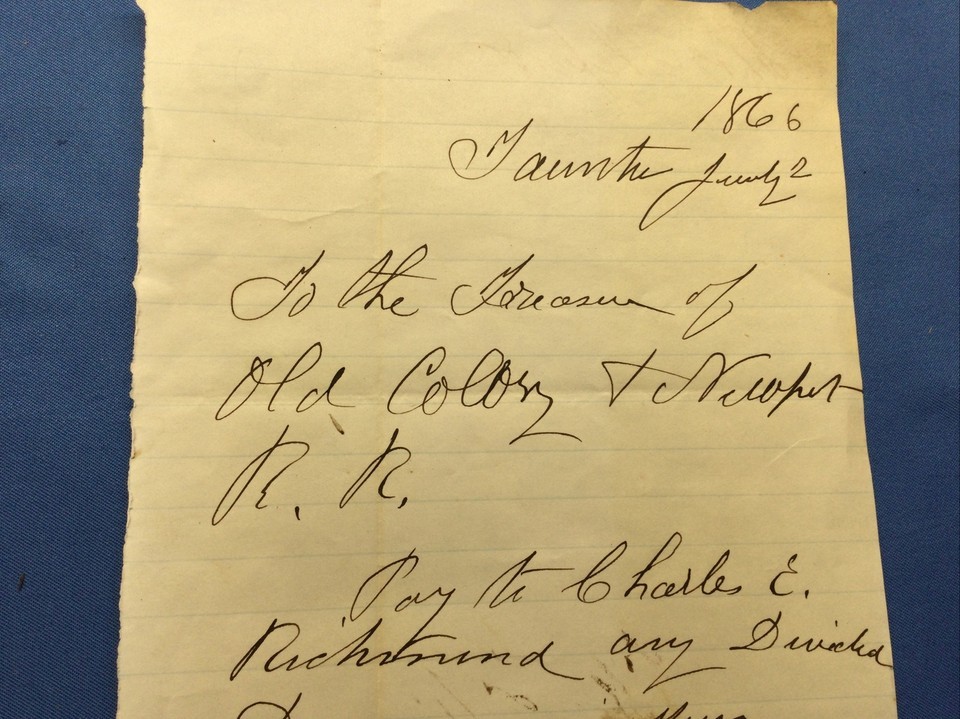 1866
Taunton July 2
To the Treasurer of
Old Colony & Newport
R. R.
Pay to Charles E.
Richmond any Dividend